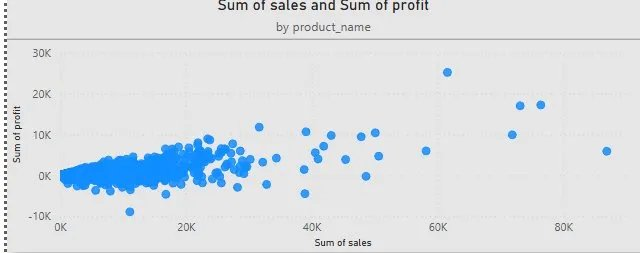 Sum of sales and Sum of profit
by product_name
30K
20K
10K
0K
-10K
Sum of profit
0K 20K 40K 60K 80K
Sum of sales